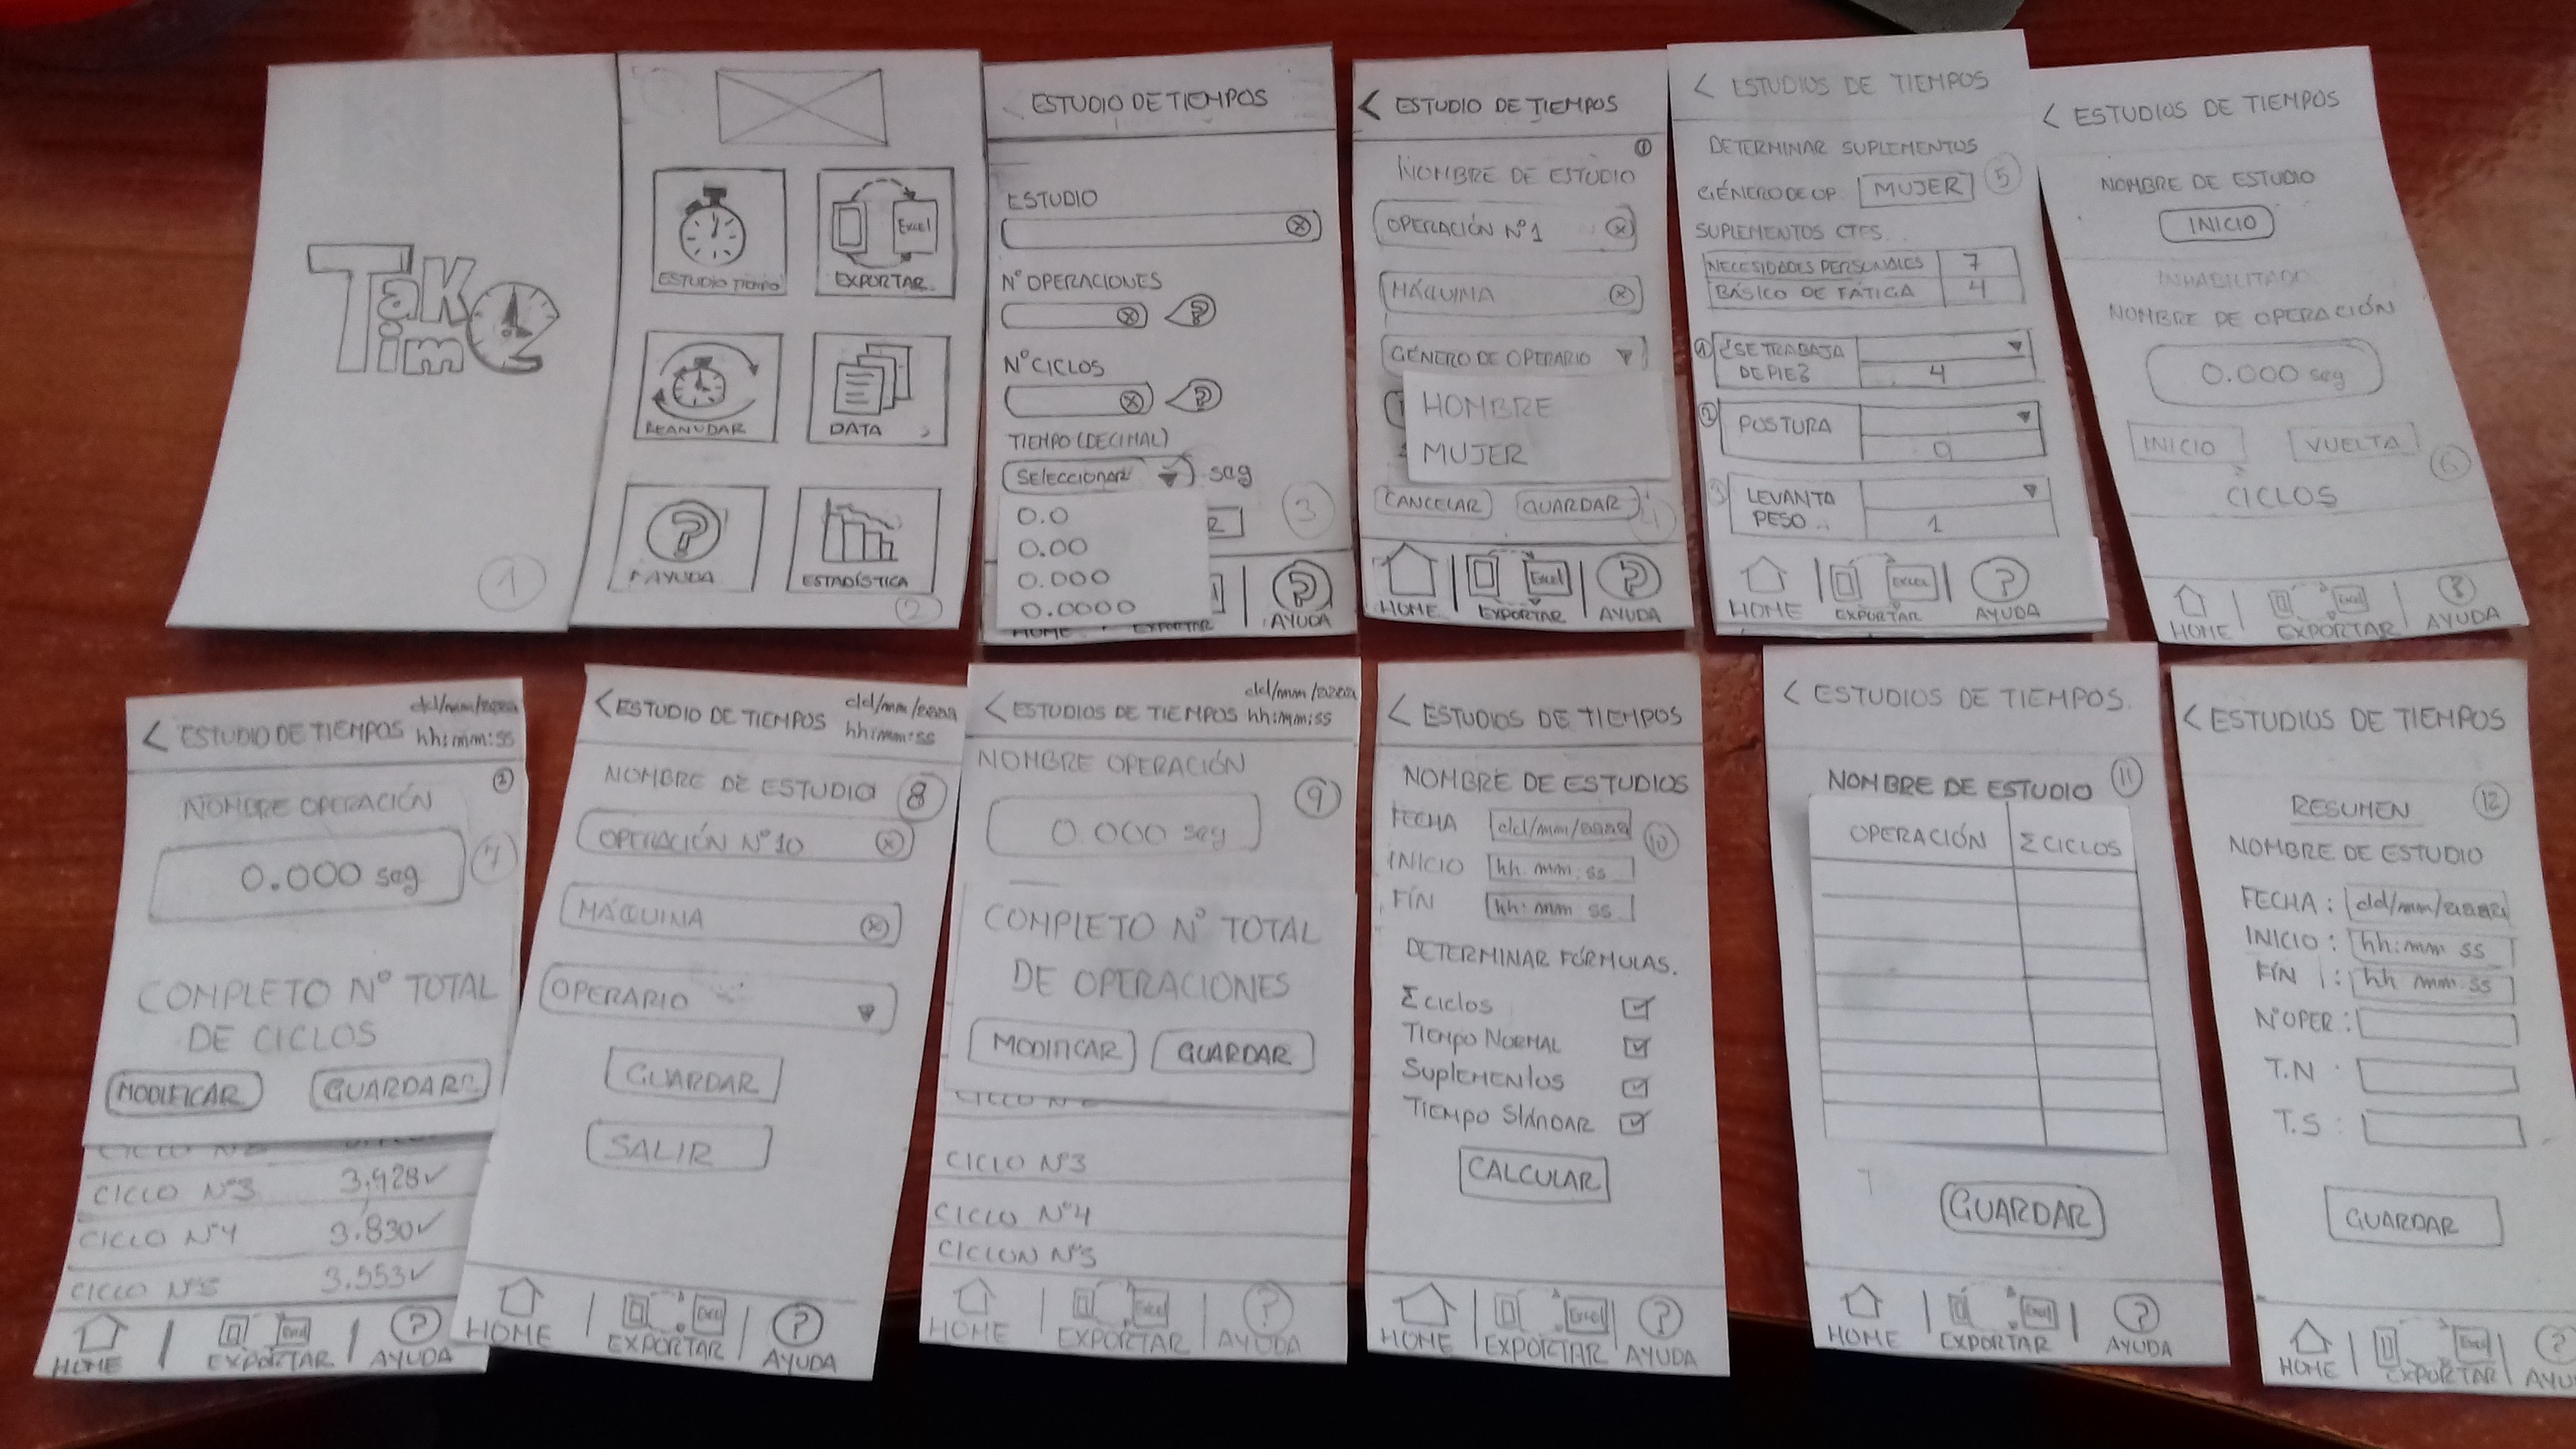 Take
Time
1
ESTUDIO TIEMPO
EXCEL
EXPORTAR
REANUDAR
DATA
? AYUDA
ESTADÍSTICA
2
ESTUDIO DE TIEMPOS
ESTUDIO
N° OPERACIONES
?
N° CICLOS
?
TIEMPO (DECIMAL)
SELECCIONAR seg
0.0
0.00
0.000
0.0000
3
HOME EXPORTAR AYUDA
< ESTUDIO DE TIEMPOS
1
NOMBRE DE ESTUDIO
OPERACIÓN N°1
MÁQUINA
GÉNERO DE OPERARIO
HOMBRE
MUJER
CANCELAR GUARDAR
4
Excel
HOME EXPORTAR AYUDA
< ESTUDIOS DE TIEMPOS
DETERMINAR SUPLEMENTOS
GÉNERO DE OP. MUJER 5
SUPLEMENTOS CTES.
NECESIDADES PERSONALES 7
BÁSICO DE FÁTIGA 4
1 ¿SE TRABAJA
DE PIE? 4
2 POSTURA
0
3 LEVANTA
PESO .. 1
Excel
HOME EXPORTAR AYUDA
< ESTUDIOS DE TIEMPOS
NOMBRE DE ESTUDIO
INICIO
INHABILITADO
NOMBRE DE OPERACIÓN
0.000 seg
INICIO VUELTA
6
CICLOS
Excel
HOME EXPORTAR AYUDA
< ESTUDIO DE TIEMPOS dd/mm/aaaa
hh:mm:ss
2
NOMBRE OPERACIÓN
0.000 seg
7
COMPLETO N° TOTAL
DE CICLOS
MODIFICAR GUARDAR
CICLO N°3 3.928✓
CICLO N°4 3.830✓
CICLO N°5 3.553✓
Excel
HOME EXPORTAR AYUDA
< ESTUDIO DE TIEMPOS dd/mm/aaaa
hh:mm:ss
NOMBRE DE ESTUDIO 8
OPERACIÓN N°10
MÁQUINA
OPERARIO
GUARDAR
SALIR
Excel
HOME EXPORTAR AYUDA
< ESTUDIOS DE TIEMPOS dd/mm/aaaa
hh:mm:ss
NOMBRE OPERACIÓN
9
0.000 seg
COMPLETO N° TOTAL
DE OPERACIONES
MODIFICAR GUARDAR
CICLO N°3
CICLO N°4
CICLON N°5
Excel
HOME EXPORTAR AYUDA
< ESTUDIOS DE TIEMPOS
NOMBRE DE ESTUDIOS
FECHA dd/mm/aaaa
10
INICIO hh:mm:ss
FÍN hh:mm ss
DETERMINAR FÓRMULAS.
Σ ciclos
TIEMPO NORMAL
SUPLEMENTOS
TIEMPO STÁNDAR
CALCULAR
Excel
HOME EXPORTAR AYUDA
< ESTUDIOS DE TIEMPOS.
11
NOMBRE DE ESTUDIO
OPERACIÓN Σ CICLOS
GUARDAR
Excel
HOME EXPORTAR AYUDA
< ESTUDIOS DE TIEMPOS
RESUMEN 12
NOMBRE DE ESTUDIO
FECHA : dd/mm/aaaa
INICIO : hh:mm ss
FÍN : hh mm:ss
N°OPER :
T.N :
T.S :
GUARDAR
Excel
HOME EXPORTAR AYU